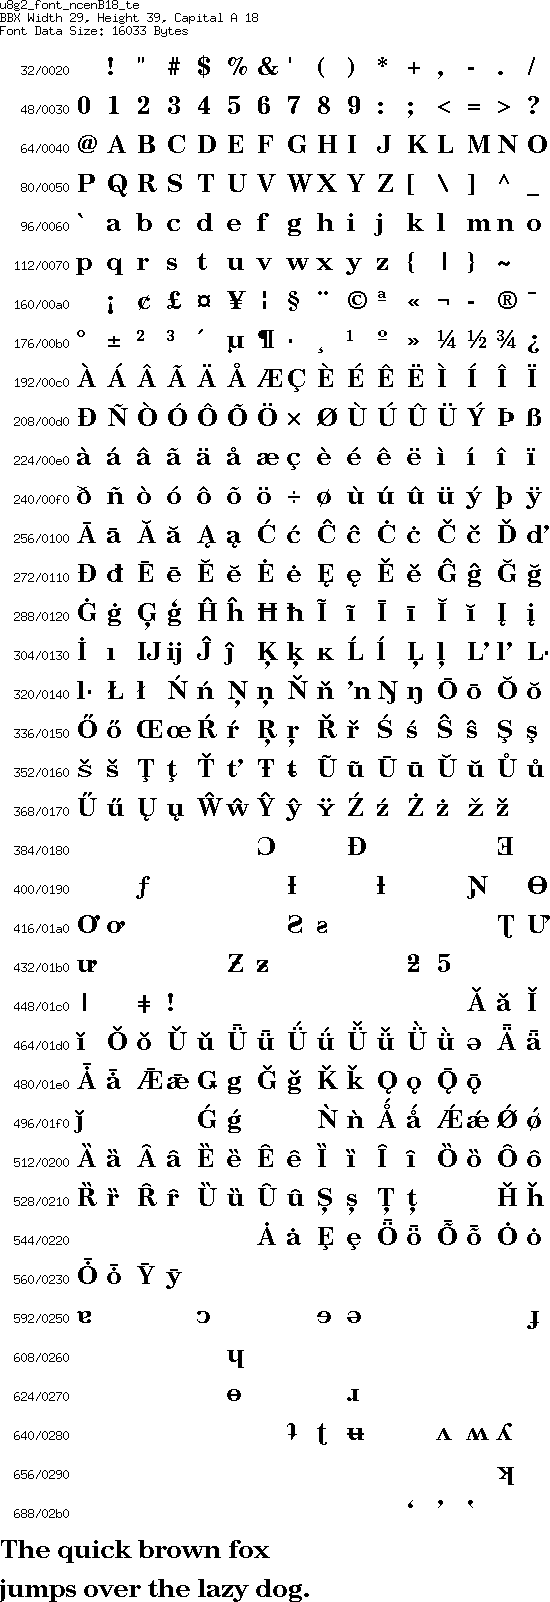 u8g2_font_ncenB18_te
BBX Width 29, Height 39, Capital A 18
Font Data Size: 16033 Bytes
32/0020 ! " # $ % & ' ( ) * + , - . /
48/0030 0 1 2 3 4 5 6 7 8 9 : ; < = > ?
64/0040 @ A B C D E F G H I J K L M N O
80/0050 P Q R S T U V W X Y Z [ \ ] ^ _
96/0060 ` a b c d e f g h i j k l m n o
112/0070 p q r s t u v w x y z { | } ~
160/00a0 ¡ ¢ £ ¤ ¥ ¦ § ¨ © ª « ¬ - ® ¯
176/00b0 ° ± ² ³ ´ µ ¶ · ¸ ¹ º » ¼ ½ ¾ ¿
192/00c0 À Á Â Ã Ä Å Æ Ç È É Ê Ë Ì Í Î Ï
208/00d0 Ð Ñ Ò Ó Ô Õ Ö × Ø Ù Ú Û Ü Ý Þ ß
224/00e0 à á â ã ä å æ ç è é ê ë ì í î ï
240/00f0 ð ñ ò ó ô õ ö ÷ ø ù ú û ü ý þ ÿ
256/0100 Ā ā Ă ă Ą ą Ć ć Ĉ ĉ Ċ ċ Č č Ď ď
272/0110 Đ đ Ē ē Ĕ ĕ Ė ė Ę ę Ě ě Ĝ ĝ Ğ ğ
288/0120 Ġ ġ Ģ ģ Ĥ ĥ Ħ ħ Ĩ ĩ Ī ī Ĭ ĭ Į į
304/0130 İ ı Ĳ ĳ Ĵ ĵ Ķ ķ ĸ Ĺ ĺ Ļ ļ Ľ ľ Ŀ
320/0140 ŀ Ł ł Ń ń Ņ ņ Ň ň ŉ Ŋ ŋ Ō ō Ŏ ŏ
336/0150 Ő ő Œ œ Ŕ ŕ Ŗ ŗ Ř ř Ś ś Ŝ ŝ Ş ş
352/0160 š š Ţ ţ Ť ť Ŧ ŧ Ũ ũ Ū ū Ŭ ŭ Ů ů
368/0170 Ű ű Ų ų Ŵ ŵ Ŷ ŷ Ÿ Ź ź Ż ż ž ž
384/0180 Ɔ Ɖ Ǝ
400/0190 ƒ Ɨ ƚ Ɲ Ɵ
416/01a0 Ơ ơ Ƨ ƨ Ʈ Ư
432/01b0 ư Ƶ ƶ ƻ 5
448/01c0 ǀ ǂ ǃ Ǎ ǎ Ǐ
464/01d0 ǐ Ǒ ǒ Ǔ ǔ Ǖ ǖ Ǘ ǘ Ǚ ǚ Ǜ ǜ ǝ Ǟ ǟ
480/01e0 Ǡ ǡ Ǣ ǣ Ǥ ǥ Ǧ ǧ Ǩ ǩ Ǫ ǫ Ǭ ǭ
496/01f0 ǰ Ǵ ǵ Ǹ ǹ Ǻ ǻ Ǽ ǽ Ǿ ǿ
512/0200 Ȁ ȁ Â â Ȅ ȅ Ê ê Ȉ ȉ Î î Ȍ ȍ Ô ô
528/0210 Ȑ ȑ R̂ r̂ Ȕ ȕ Û û Ș ș Ț ț Ȟ ȟ
544/0220 Ȧ ȧ Ȩ ȩ Ȫ ȫ Ȭ ȭ Ȯ ȯ
560/0230 Ȱ ȱ Ȳ ȳ
592/0250 ɐ ɔ ɘ ə ɟ
608/0260 ɥ
624/0270 ɵ ɹ
640/0280 ʇ ʈ ʉ ʌ ʍ ʎ
656/0290 ʞ
688/02b0 ʻ ʼ ʽ
The quick brown fox
jumps over the lazy dog.